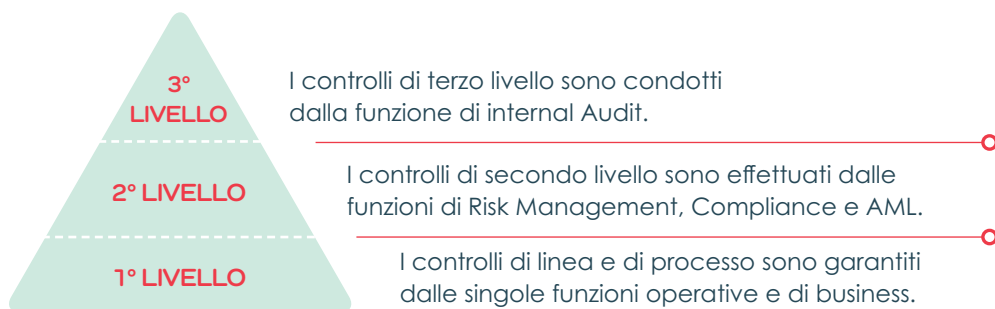 3°
LIVELLO
I controlli di terzo livello sono condotti
dalla funzione di internal Audit.
2° LIVELLO
I controlli di secondo livello sono effettuati dalle
funzioni di Risk Management, Compliance e AML.
1° LIVELLO
I controlli di linea e di processo sono garantiti
dalle singole funzioni operative e di business.